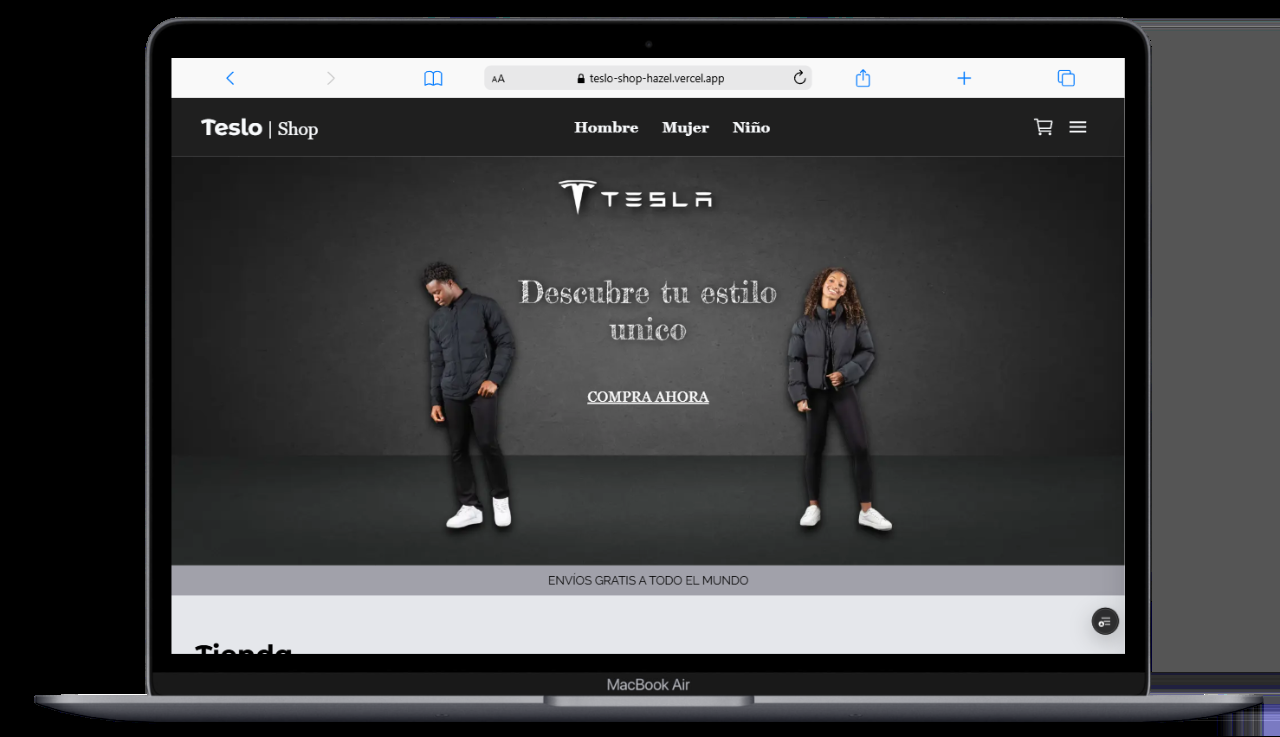 AA
teslo-shop-hazel.vercel.app
Teslo | Shop
Hombre Mujer Niño
TESLA
Descubre tu estilo
unico
COMPRA AHORA
ENVÍOS GRATIS A TODO EL MUNDO
Tienda
MacBook Air